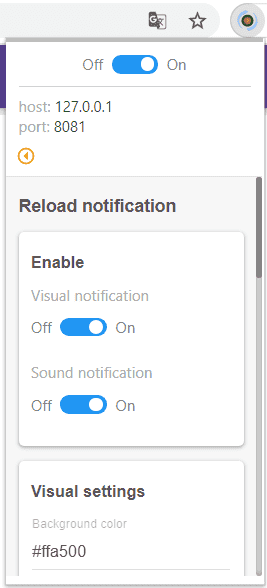 Off On
host: 127.0.0.1
port: 8081
Reload notification
Enable
Visual notification
Off On
Sound notification
Off On
Visual settings
Background color
#ffa500